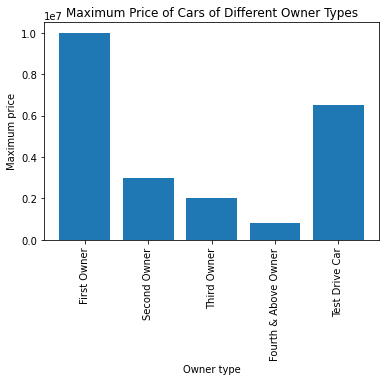 Maximum Price of Cars of Different Owner Types
1e7
1.0
0.8
0.6
0.4
0.2
0.0
Maximum price
First Owner
Second Owner
Third Owner
Fourth & Above Owner
Test Drive Car
Owner type